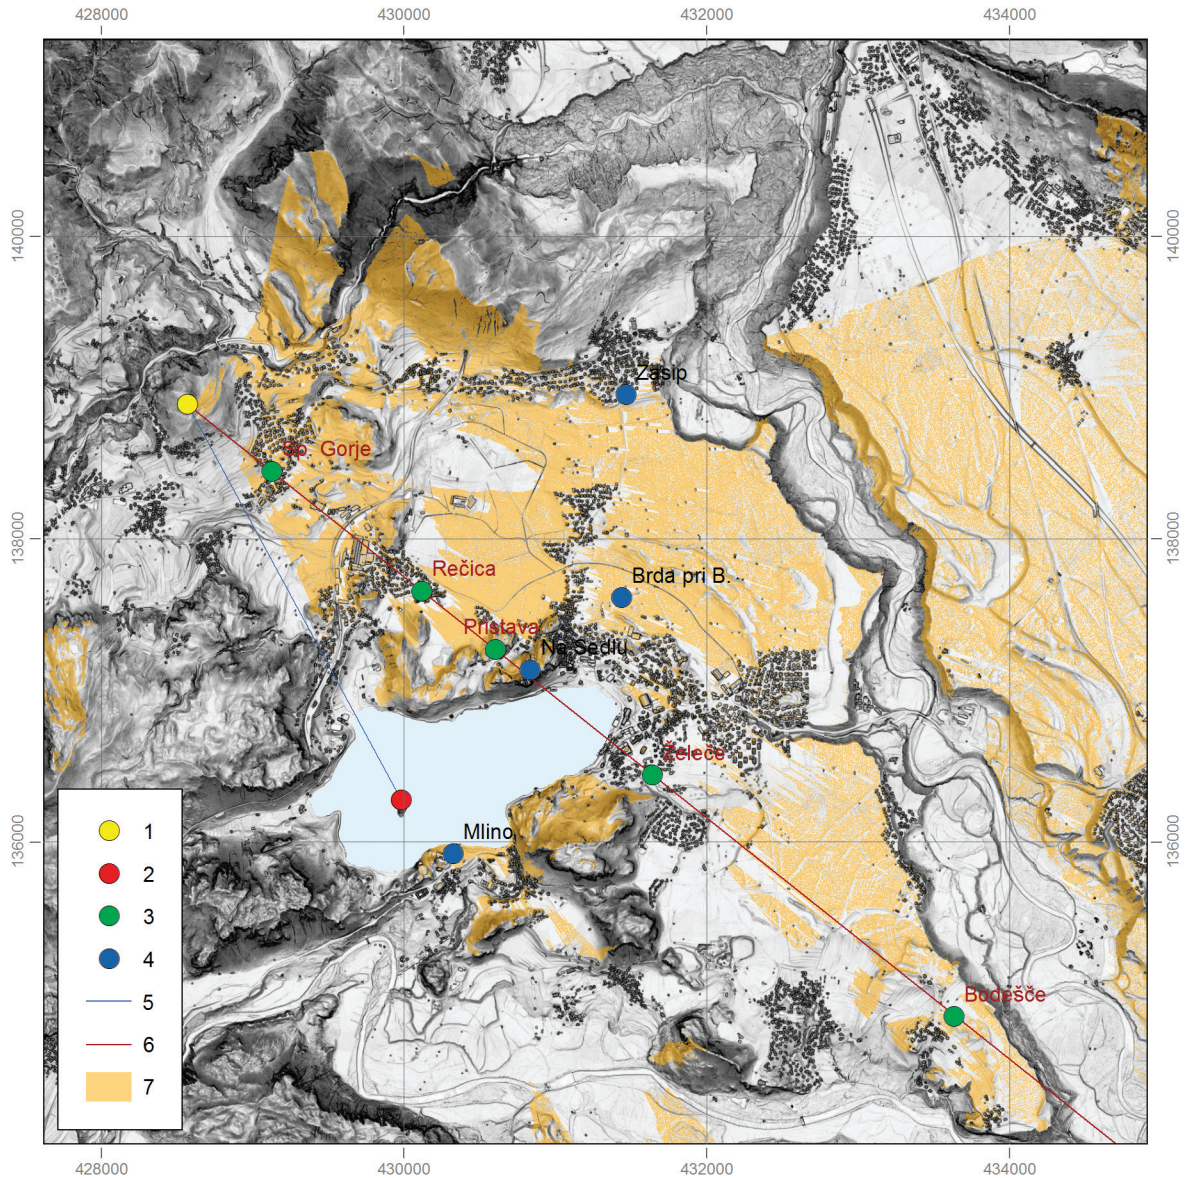 428000
430000
432000
434000
140000
140000
Zasip
Sp. Gorje
138000
138000
Rečica
Brda pri B.
Pristava
Na Sedlu
Želeče
136000
136000
Mlino
1
2
3
4
5
6
7
Bodešče
428000
430000
432000
434000